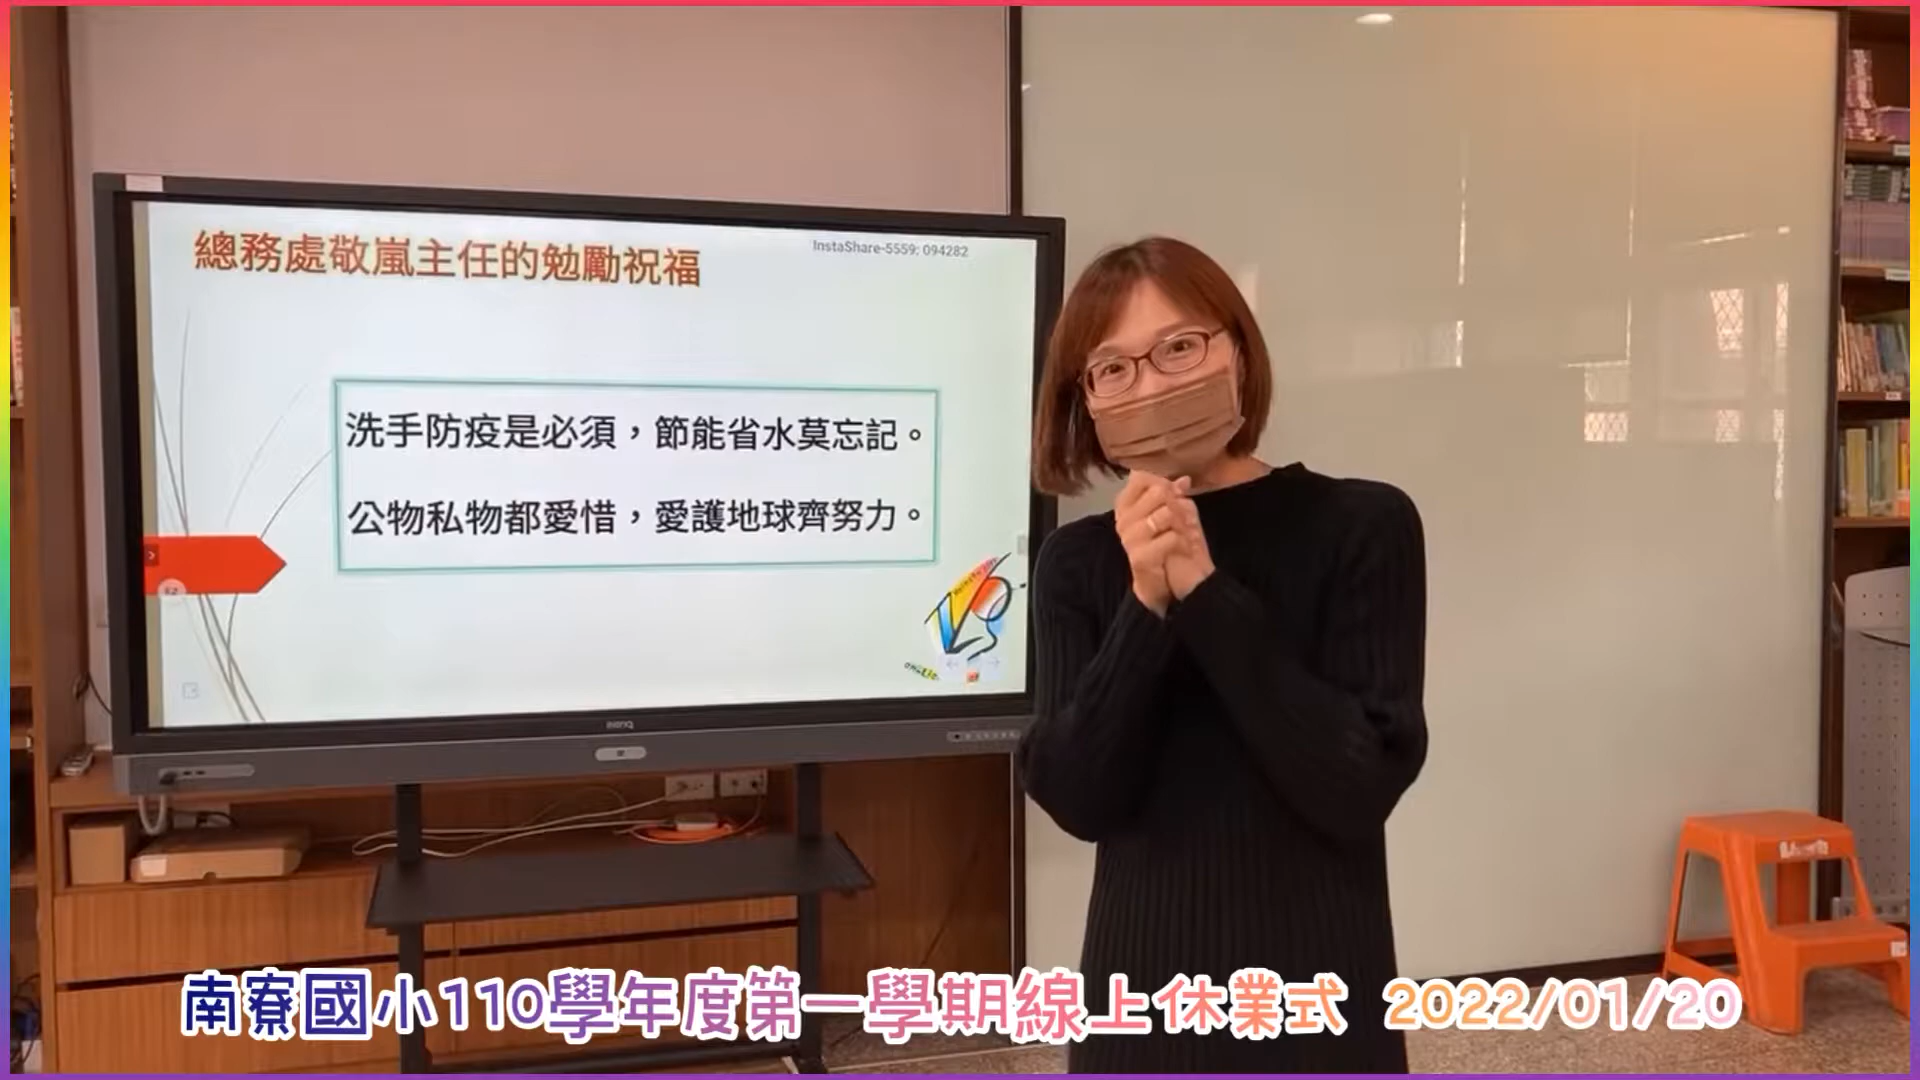 總務處敬嵐主任的勉勵祝福
InstaShare-5559: 094282
洗手防疫是必須，節能省水莫忘記。
公物私物都愛惜，愛護地球齊努力。
BenQ
南寮國小110學年度第一學期線上休業式 2022/01/20